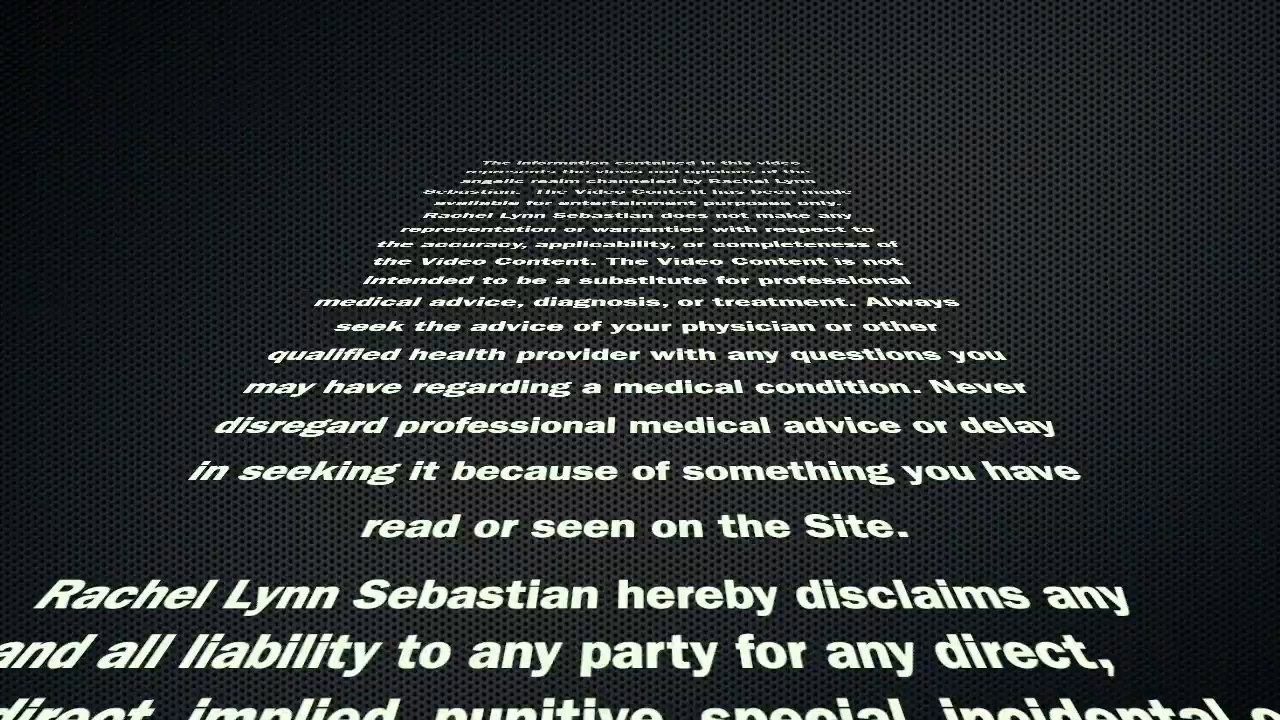 The information contained in this video
represents the views and opinions of the
angelic realm channeled by Rachel Lynn
Sebastian. The Video Content has been made
available for entertainment purposes only.
Rachel Lynn Sebastian does not make any
representation or warranties with respect to
the accuracy, applicability, or completeness of
the Video Content. The Video Content is not
intended to be a substitute for professional
medical advice, diagnosis, or treatment. Always
seek the advice of your physician or other
qualified health provider with any questions you
may have regarding a medical condition. Never
disregard professional medical advice or delay
in seeking it because of something you have
read or seen on the Site.
Rachel Lynn Sebastian hereby disclaims any
and all liability to any party for any direct,
implied, punitive, special, incidental